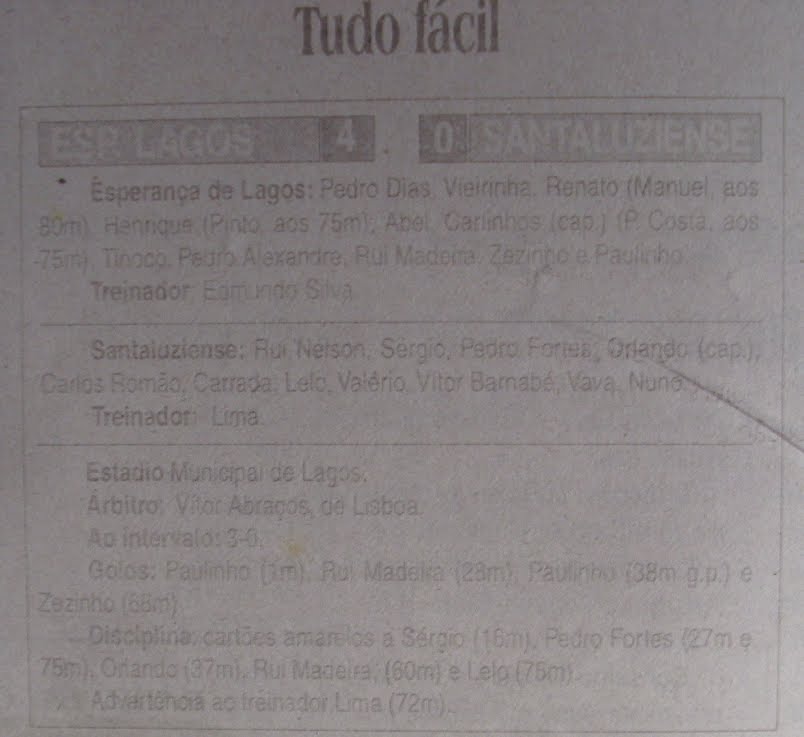 Tudo fácil
ESP. LAGOS 4 0 SANTALUZIENSE
Esperança de Lagos: Pedro Dias, Vieirinha, Renato (Manuel, aos
80m), Henrique (Pinto, aos 75m), Abel, Carlinhos (cap.) (P. Costa, aos
75m), Tinoco, Pedro Alexandre, Rui Madeira, Zezinho e Paulinho.
Treinador: Edmundo Silva.
Santaluziense: Rui Nelson, Sérgio, Pedro Fortes, Orlando (cap.),
Carlos Romão, Carrada, Lelo, Valério, Vítor Barnabé, Vava, Nuno.
Treinador: Lima.
Estádio Municipal de Lagos.
Árbitro: Vítor Abraços, de Lisboa.
Ao intervalo: 3-0.
Golos: Paulinho (1m), Rui Madeira (28m), Paulinho (38m g.p.) e
Zezinho (68m).
Disciplina: cartões amarelos a Sérgio (16m), Pedro Fortes (27m e
75m), Orlando (37m), Rui Madeira, (60m) e Lelo (75m).
Advertência ao treinador Lima (72m).